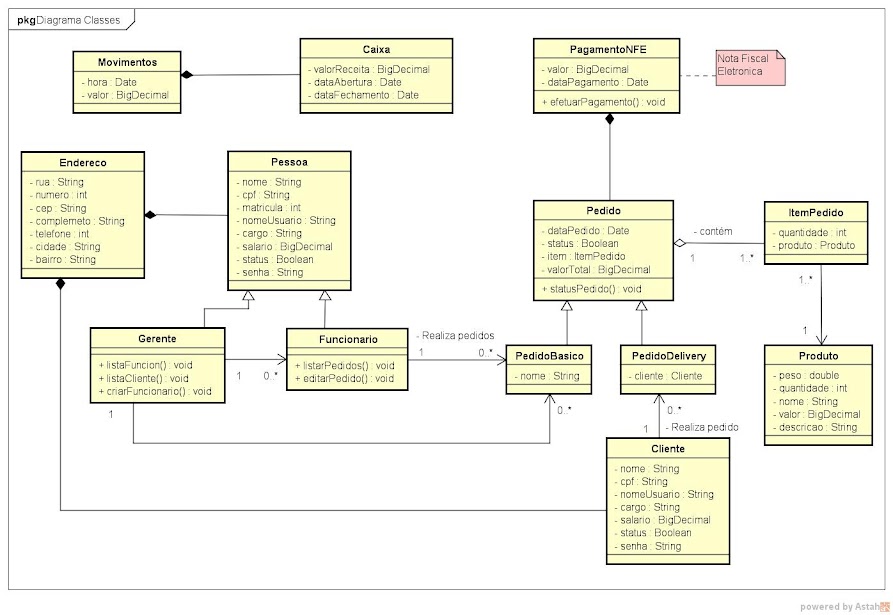 pkg Diagrama Classes
Movimentos
- hora : Date
- valor : BigDecimal
Caixa
- valorReceita : BigDecimal
- dataAbertura : Date
- dataFechamento : Date
PagamentoNFE
- valor : BigDecimal
- dataPagamento : Date
+ efetuarPagamento() : void
Nota Fiscal
Eletronica
Endereco
- rua : String
- numero : int
- cep : String
- complemeto : String
- telefone : int
- cidade : String
- bairro : String
Pessoa
- nome : String
- cpf : String
- matricula : int
- nomeUsuario : String
- cargo : String
- salario : BigDecimal
- status : Boolean
- senha : String
Pedido
- dataPedido : Date
- status : Boolean
- item : ItemPedido
- valorTotal : BigDecimal
+ statusPedido() : void
- contém
1
1..*
ItemPedido
- quantidade : int
- produto : Produto
1..*
1
Gerente
+ listaFuncion() : void
+ listaCliente() : void
+ criarFuncionario() : void
1
0..*
1
Funcionario
+ listarPedidos() : void
+ editarPedido() : void
- Realiza pedidos
1
0..*
PedidoBasico
- nome : String
0..*
PedidoDelivery
- cliente : Cliente
0..*
1
- Realiza pedido
Produto
- peso : double
- quantidade : int
- nome : String
- valor : BigDecimal
- descricao : String
Cliente
- nome : String
- cpf : String
- nomeUsuario : String
- cargo : String
- salario : BigDecimal
- status : Boolean
- senha : String
powered by Astah